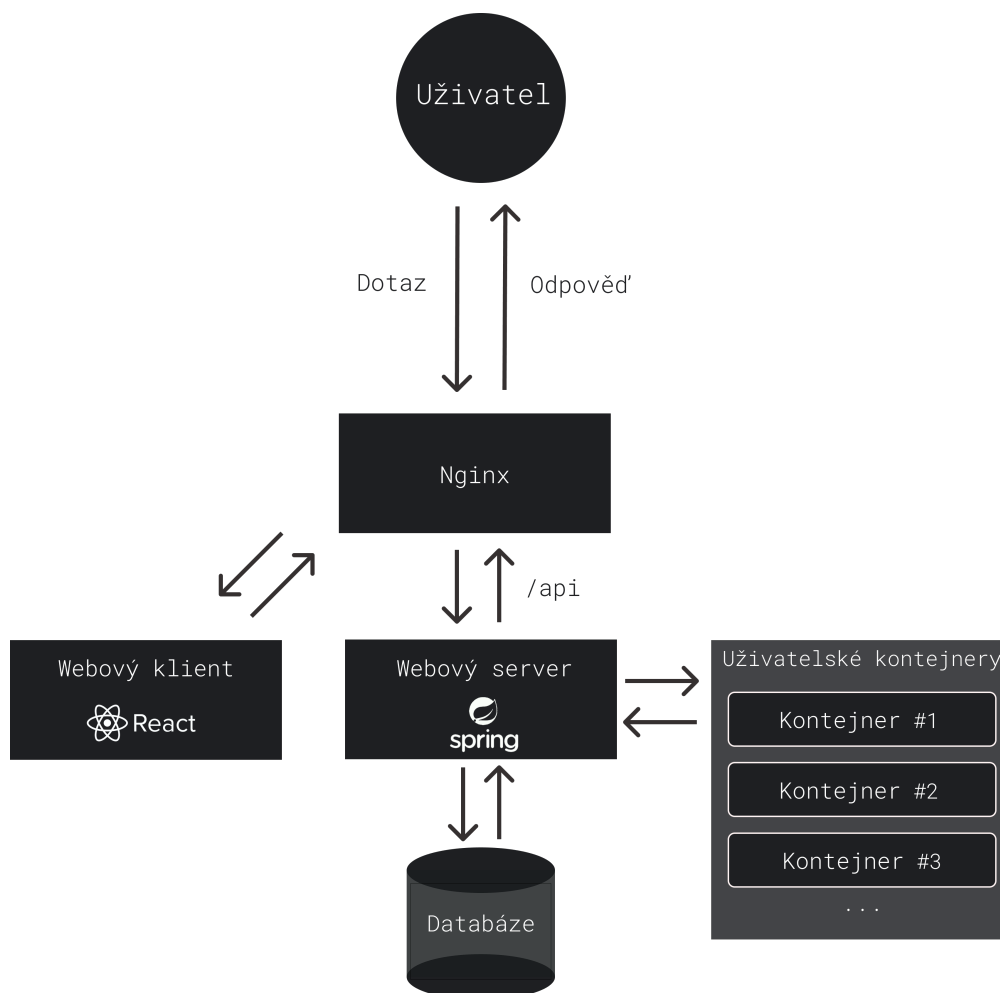 Uživatel
Dotaz
Odpověď
Nginx
/api
Webový klient
React
Webový server
spring
Uživatelské kontejnery
Kontejner #1
Kontejner #2
Kontejner #3
...
Databáze